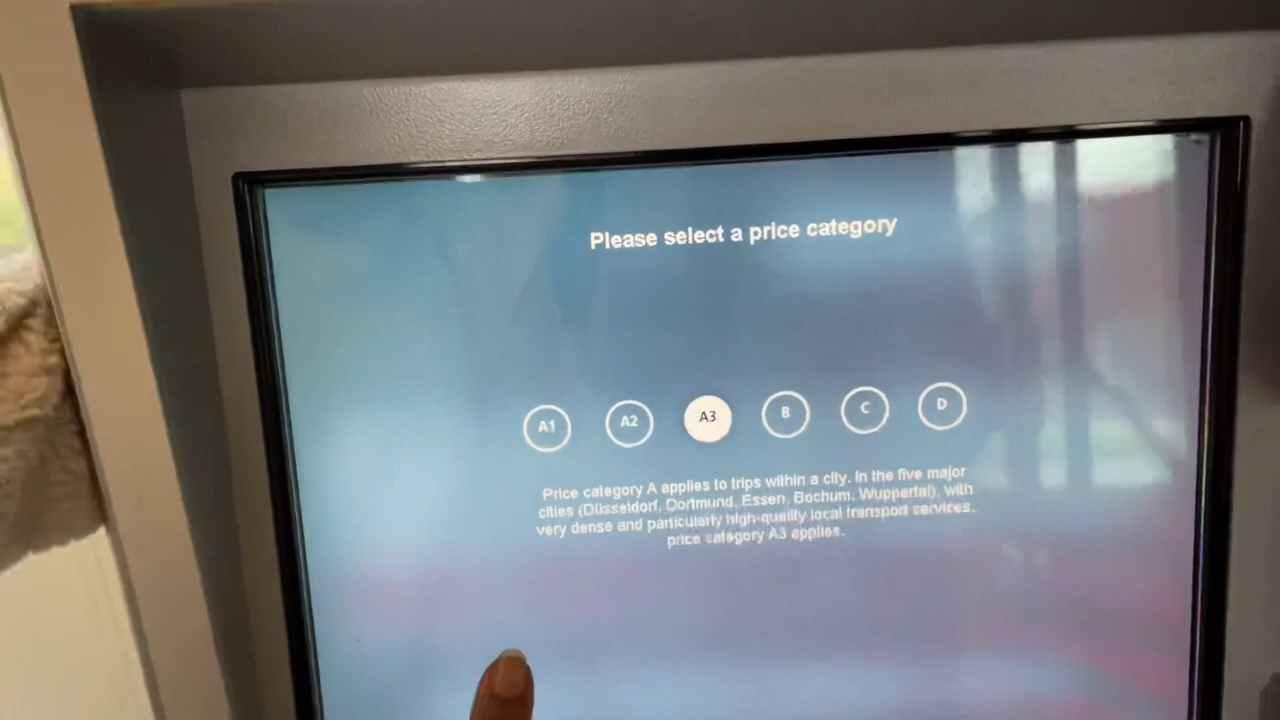 Please select a price category
A1 A2 A3 B C D
Price category A applies to trips within a city. In the five major
cities (Düsseldorf, Dortmund, Essen, Bochum, Wuppertal), with
very dense and particularly high-quality local transport services,
price category A3 applies.